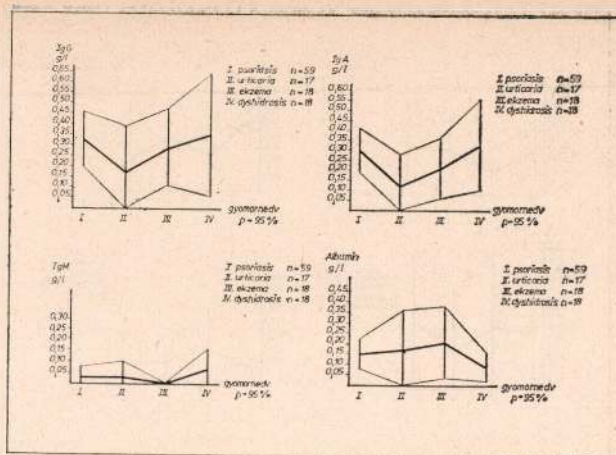 IgG
g/l
0,65
0,60
0,55
0,50
0,45
0,40
0,35
0,30
0,25
0,20
0,15
0,10
0,05
I psoriasis n=59
II. urticaria n=17
III. ekzema n=18
IV. dyshidrosis n=18
I II III IV
gyomornedv
p=95%
IgA
g/l
0,60
0,55
0,50
0,45
0,40
0,35
0,30
0,25
0,20
0,15
0,10
0,05
I. psoriasis n=59
II. urticaria n=17
III. ekzema n=18
IV. dyshidrosis n=18
I II III IV
gyomornedv
p=95%
IgM
g/l
0,30
0,25
0,20
0,15
0,10
0,05
I psoriasis n=59
II. urticaria n=17
III. ekzema n=18
IV. dyshidrosis n=18
I II III IV
gyomornedv
p=95%
Albumin
g/l
0,45
0,40
0,35
0,30
0,25
0,20
0,15
0,10
0,05
I. psoriasis n=59
II. urticaria n=17
III. ekzema n=18
IV. dyshidrosis n=18
I II III IV
gyomornedv
p=95%